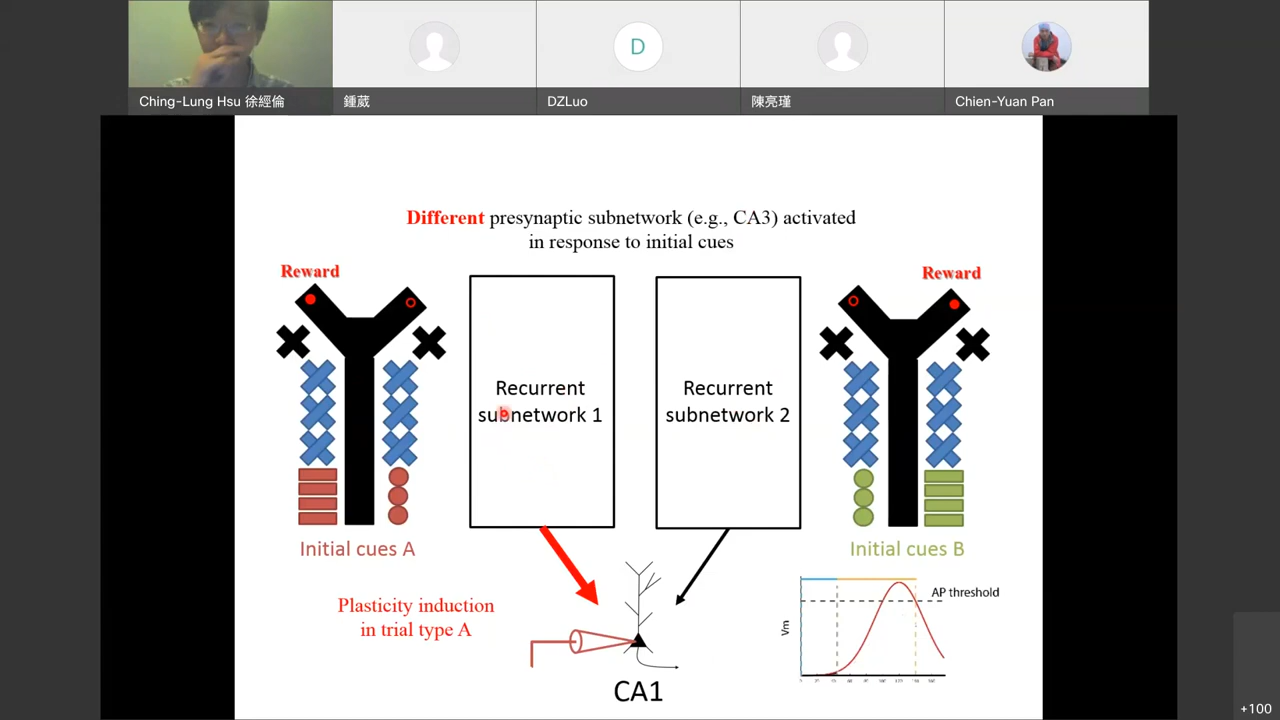 Ching-Lung Hsu 徐經倫
鍾葳
D
DZLuo
陳亮瑾
Chien-Yuan Pan
Different presynaptic subnetwork (e.g., CA3) activated
in response to initial cues
Reward
Reward
Recurrent
subnetwork 1
Recurrent
subnetwork 2
Initial cues A
Initial cues B
Plasticity induction
in trial type A
AP threshold
Vm
CA1
+100